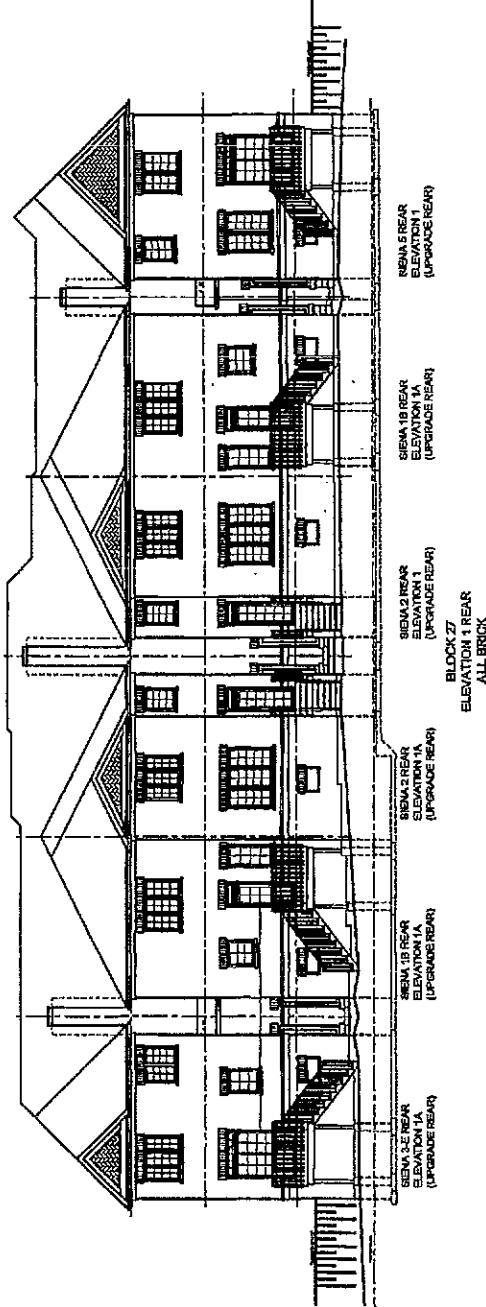 SIENA 3-E REAR
ELEVATION 1A
(UPGRADE REAR)
SIENA 1B REAR
ELEVATION 1A
(UPGRADE REAR)
SIENA 2 REAR
ELEVATION 1A
(UPGRADE REAR)
SIENA 2 REAR
ELEVATION 1
(UPGRADE REAR)
SIENA 1B REAR
ELEVATION 1A
(UPGRADE REAR)
SIENA 5 REAR
ELEVATION 1
(UPGRADE REAR)
BLOCK 27
ELEVATION 1 REAR
ALL BRICK